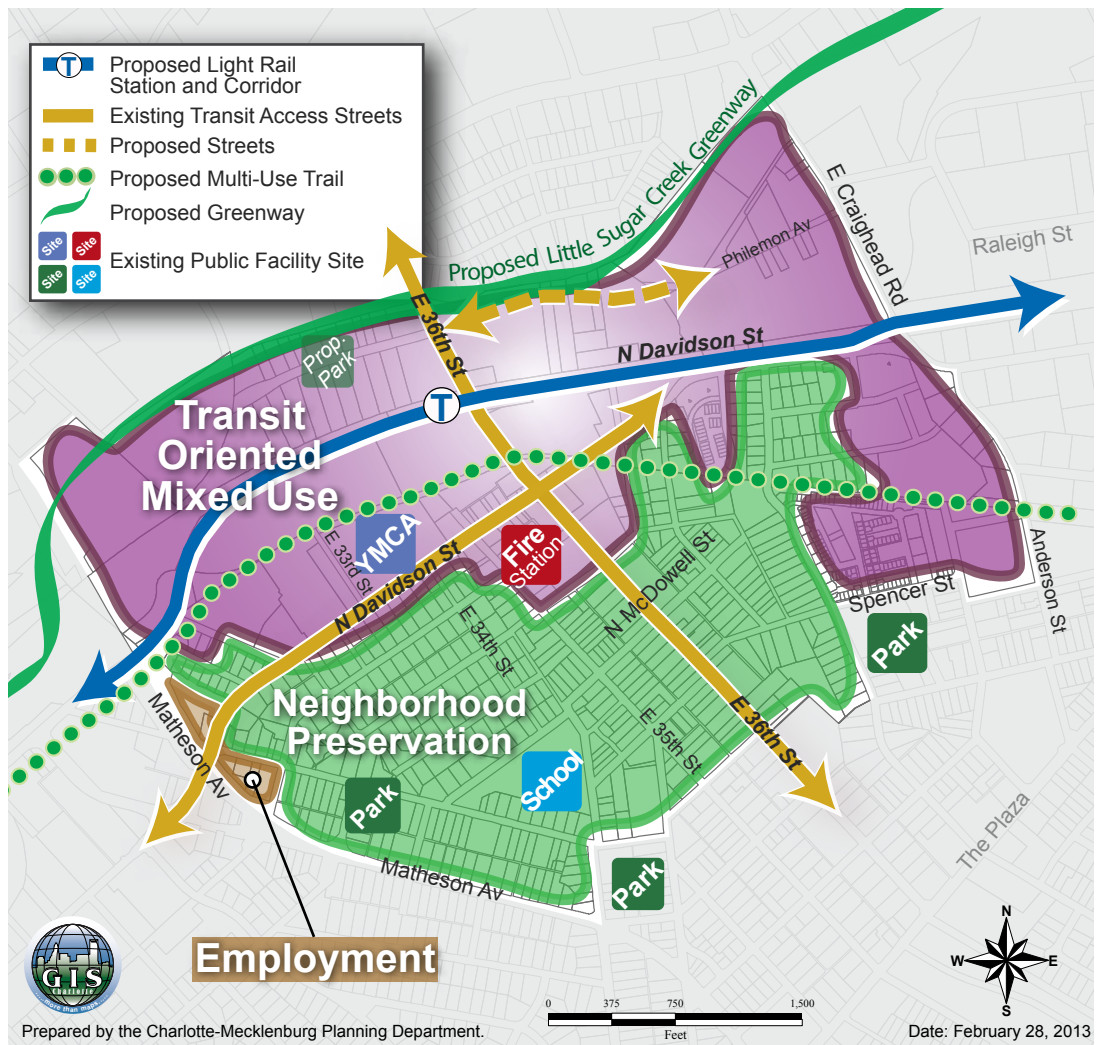 T
Proposed Light Rail
Station and Corridor
Existing Transit Access Streets
Proposed Streets
Proposed Multi-Use Trail
Proposed Greenway
Site
Site
Site
Site
Existing Public Facility Site
Proposed Little Sugar Creek Greenway
E Craighead Rd
Philemon Av
Raleigh St
E 36th St
N Davidson St
Prop.
Park
T
Transit
Oriented
Mixed Use
YMCA
E 33rd St
N Davidson St
Fire
Station
N McDowell St
E 34th St
Spencer St
Anderson St
Park
Neighborhood
Preservation
Matheson Av
E 35th St
E 36th St
School
Park
Park
Matheson Av
The Plaza
Employment
N
W
E
S
GIS
Charlotte
...more than maps...
0
375
750
1,500
Feet
Prepared by the Charlotte-Mecklenburg Planning Department.
Date: February 28, 2013